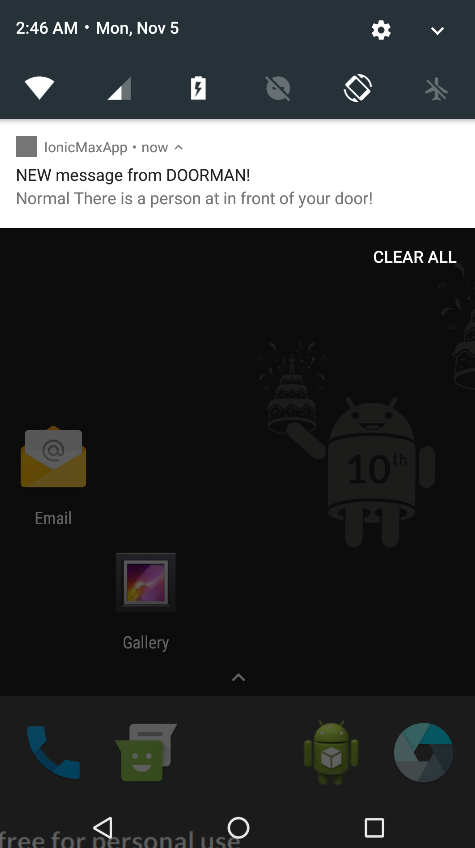 2:46 AM • Mon, Nov 5
IonicMaxApp • now
NEW message from DOORMAN!
Normal There is a person at in front of your door!
CLEAR ALL
10th
@
Email
Gallery
free for personal use